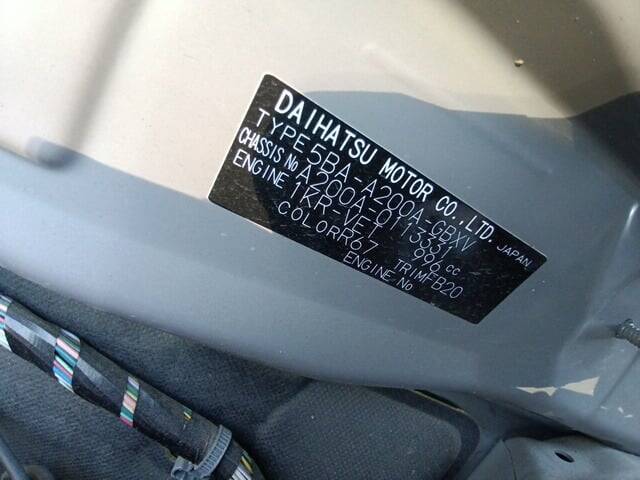 DAIHATSU MOTOR CO.,LTD. JAPAN
TYPE 5BA-A200A-GBXV
CHASSIS No A200A-0113331
ENGINE 1KR-VET 996 cc
COLOR R67 TRIM FB20
ENGINE No